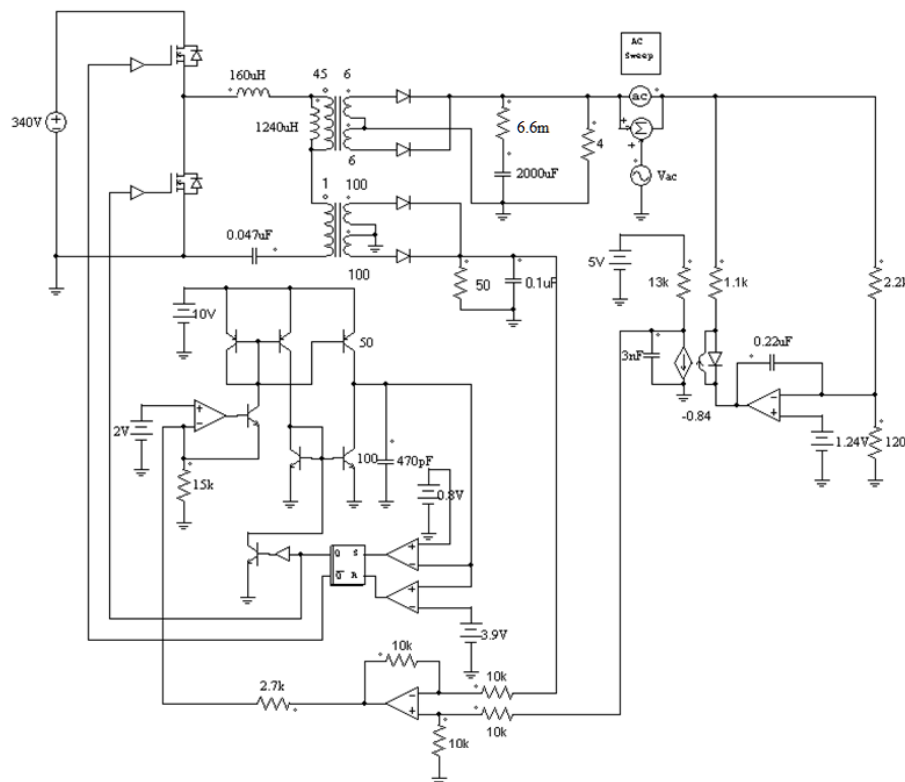 AC
Sweep
160uH
45
6
340V
1240uH
6.6m
ac
Σ
4
6
2000uF
Vac
1
100
0.047uF
5V
13k
1.1k
2.2k
100
50
0.1uF
10V
50
3nF
0.22uF
2V
-0.84
1.24V
120
100
470pF
15k
0.8V
Q
S
Q
R
3.9V
10k
2.7k
10k
10k
10k